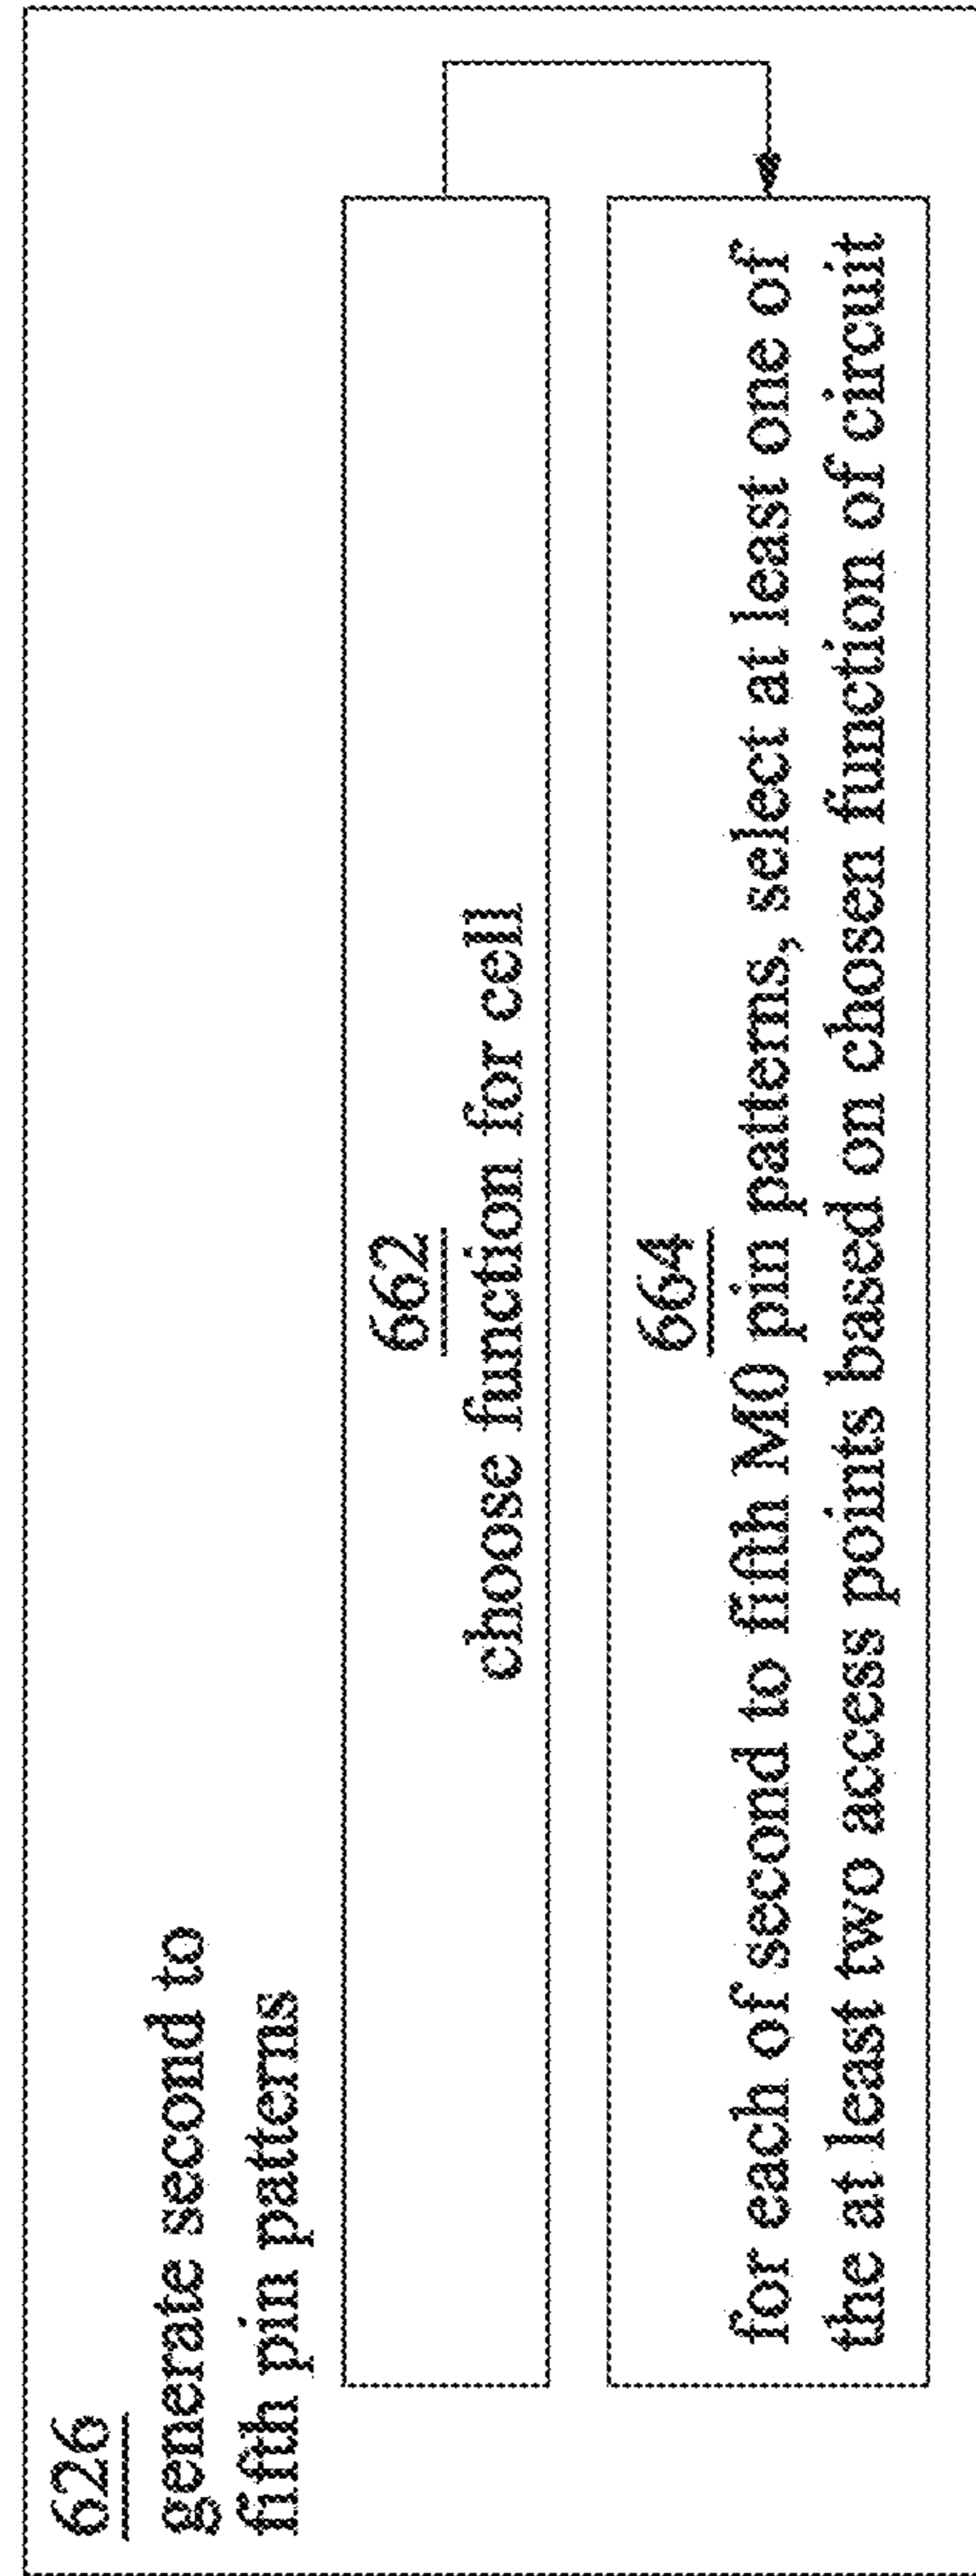 626
generate second to
fifth pin patterns
662
choose function for cell
664
for each of second to fifth M0 pin patterns, select at least one of
the at least two access points based on chosen function of circuit